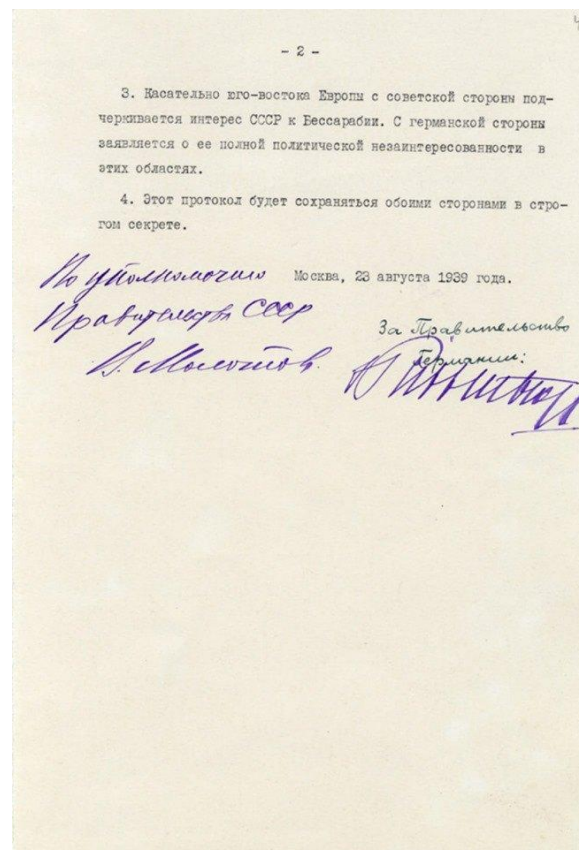 - 2 -
3. Касательно юго-востока Европы с советской стороны под-
черкивается интерес СССР к Бессарабии. С германской стороны
заявляется о ее полной политической незаинтересованности в
этих областях.
4. Этот протокол будет сохраняться обоими сторонами в стро-
гом секрете.
Москва, 23 августа 1939 года.
По уполномочию
Правительства СССР
В. Молотов.
За Правительство
Германии: